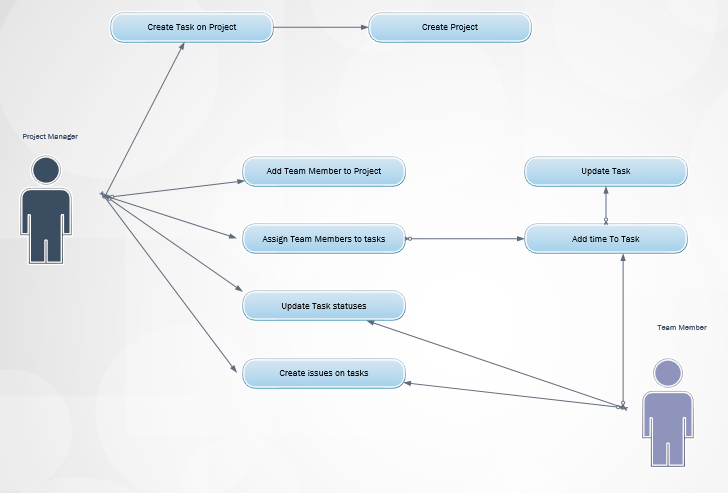 Create Task on Project
Create Project
Project Manager
Add Team Member to Project
Update Task
Assign Team Members to tasks
Add time To Task
Update Task statuses
Team Member
Create issues on tasks